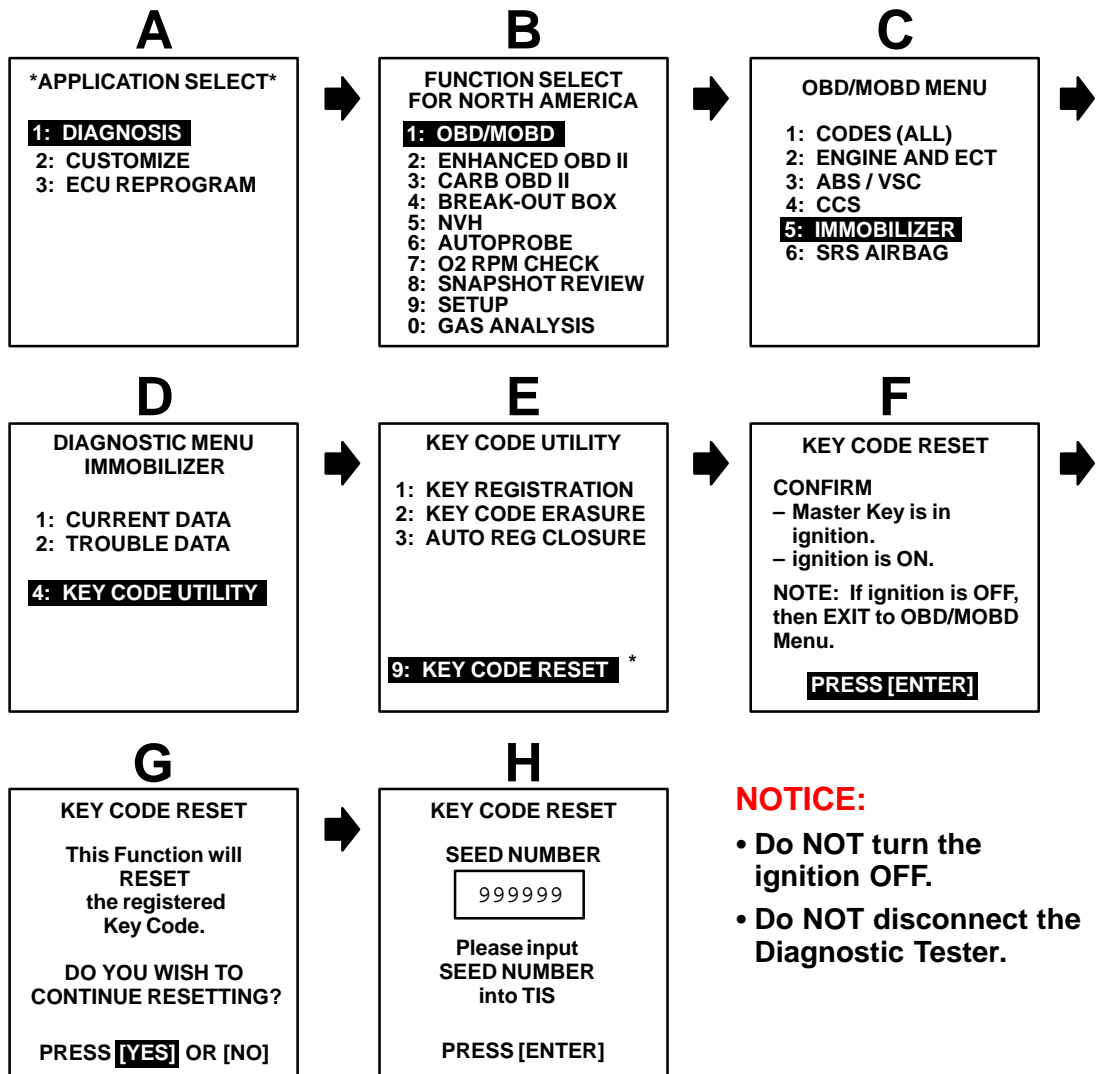 A
*APPLICATION SELECT*
1: DIAGNOSIS
2: CUSTOMIZE
3: ECU REPROGRAM
B
FUNCTION SELECT
FOR NORTH AMERICA
1: OBD/MOBD
2: ENHANCED OBD II
3: CARB OBD II
4: BREAK-OUT BOX
5: NVH
6: AUTOPROBE
7: O2 RPM CHECK
8: SNAPSHOT REVIEW
9: SETUP
0: GAS ANALYSIS
C
OBD/MOBD MENU
1: CODES (ALL)
2: ENGINE AND ECT
3: ABS / VSC
4: CCS
5: IMMOBILIZER
6: SRS AIRBAG
D
DIAGNOSTIC MENU
IMMOBILIZER
1: CURRENT DATA
2: TROUBLE DATA
4: KEY CODE UTILITY
E
KEY CODE UTILITY
1: KEY REGISTRATION
2: KEY CODE ERASURE
3: AUTO REG CLOSURE
9: KEY CODE RESET *
F
KEY CODE RESET
CONFIRM
– Master Key is in
ignition.
– ignition is ON.
NOTE: If ignition is OFF,
then EXIT to OBD/MOBD
Menu.
PRESS [ENTER]
G
KEY CODE RESET
This Function will
RESET
the registered
Key Code.
DO YOU WISH TO
CONTINUE RESETTING?
PRESS [YES] OR [NO]
H
KEY CODE RESET
SEED NUMBER
999999
Please input
SEED NUMBER
into TIS
PRESS [ENTER]
NOTICE:
• Do NOT turn the
ignition OFF.
• Do NOT disconnect the
Diagnostic Tester.